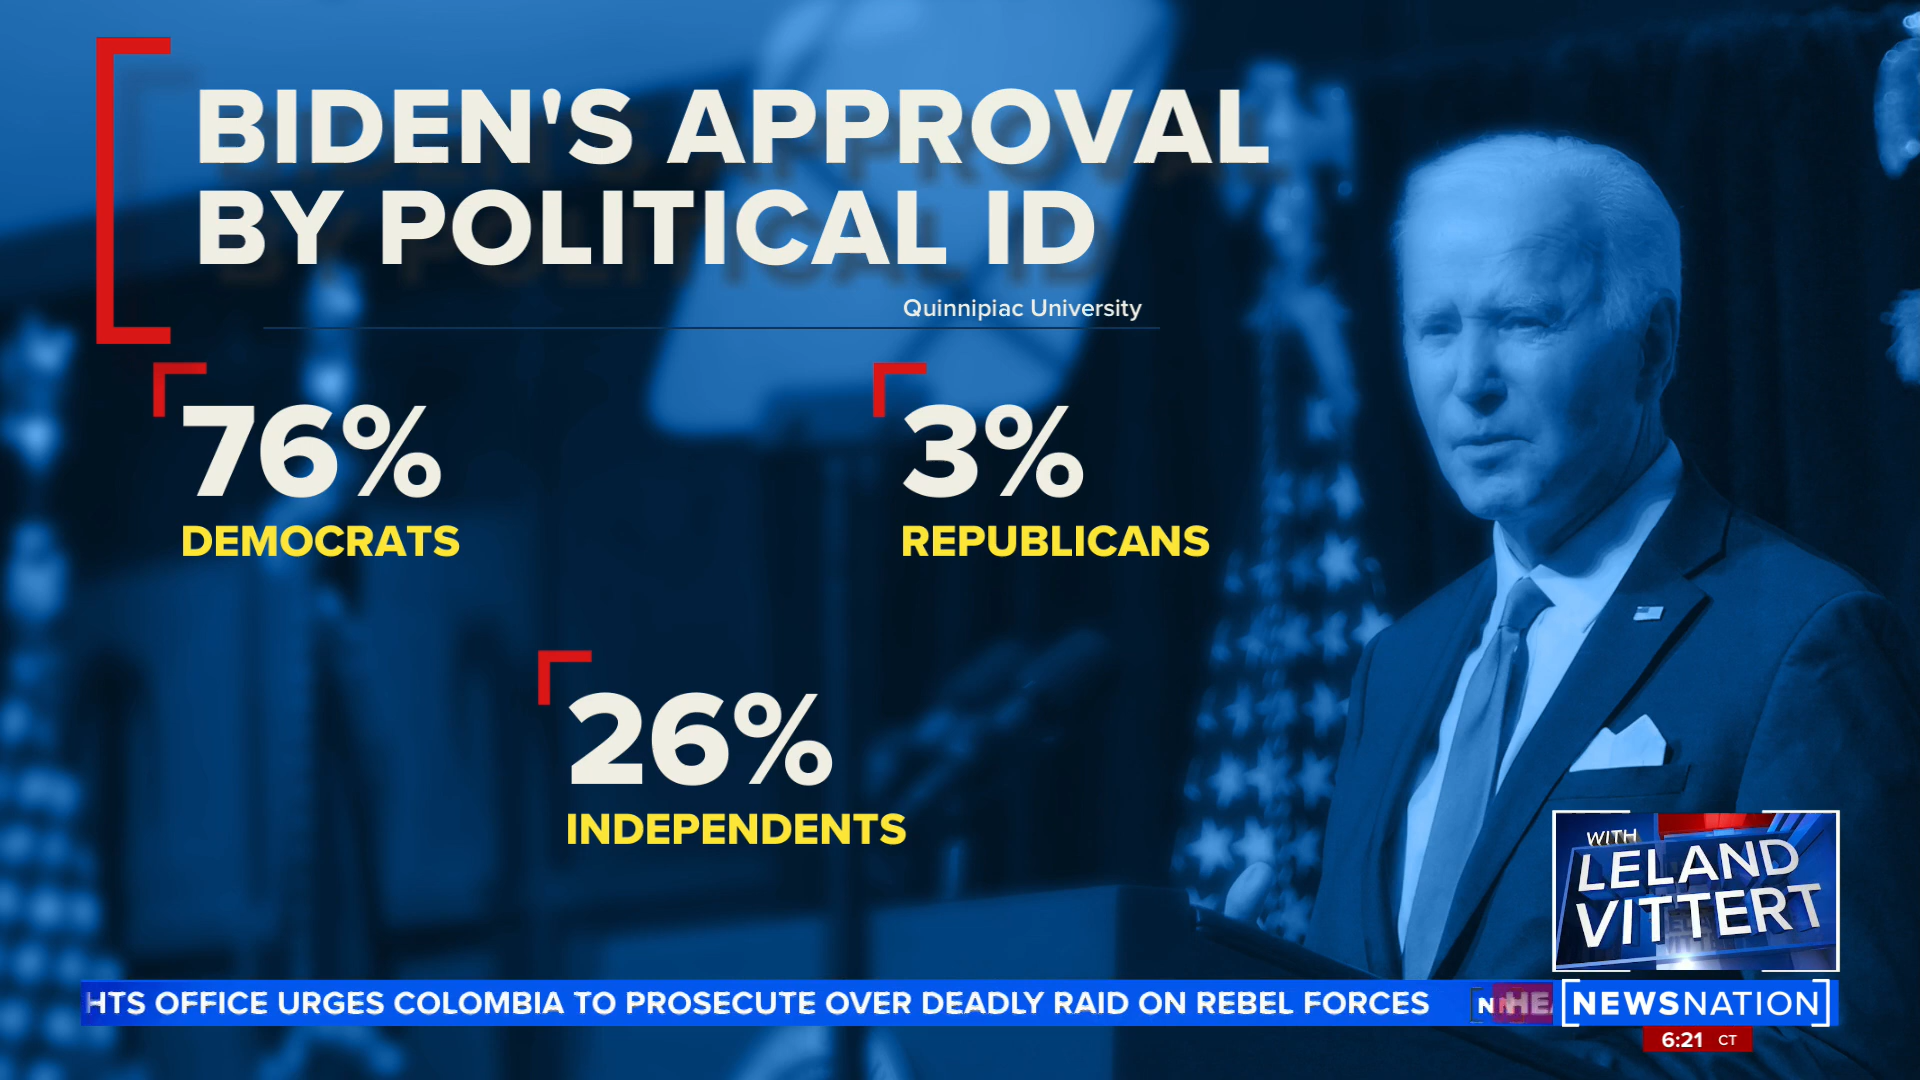 BIDEN'S APPROVAL
BY POLITICAL ID
Quinnipiac University
76%
DEMOCRATS
3%
REPUBLICANS
26%
INDEPENDENTS
WITH
LELAND
VITTERT
HTS OFFICE URGES COLOMBIA TO PROSECUTE OVER DEADLY RAID ON REBEL FORCES
NEWSNATION
6:21 CT